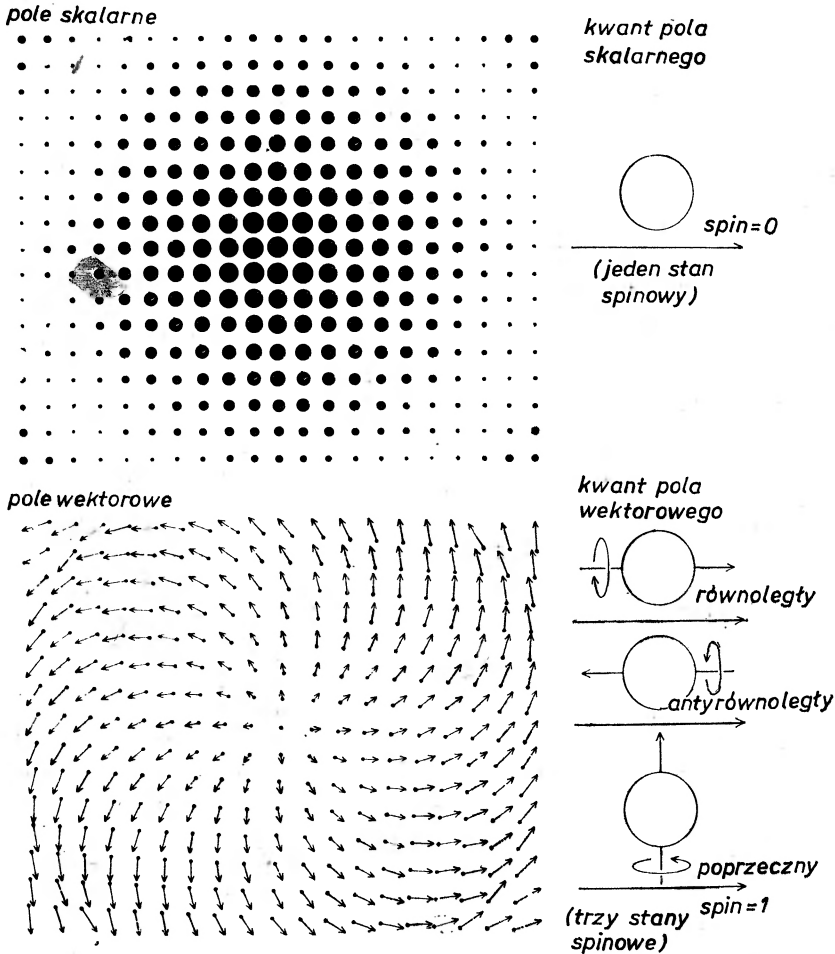 pole skalarne
kwant pola
skalarnego
spin=0
(jeden stan
spinowy)
pole wektorowe
kwant pola
wektorowego
równoległy
antyrównoległy
poprzeczny
spin=1
(trzy stany
spinowe)